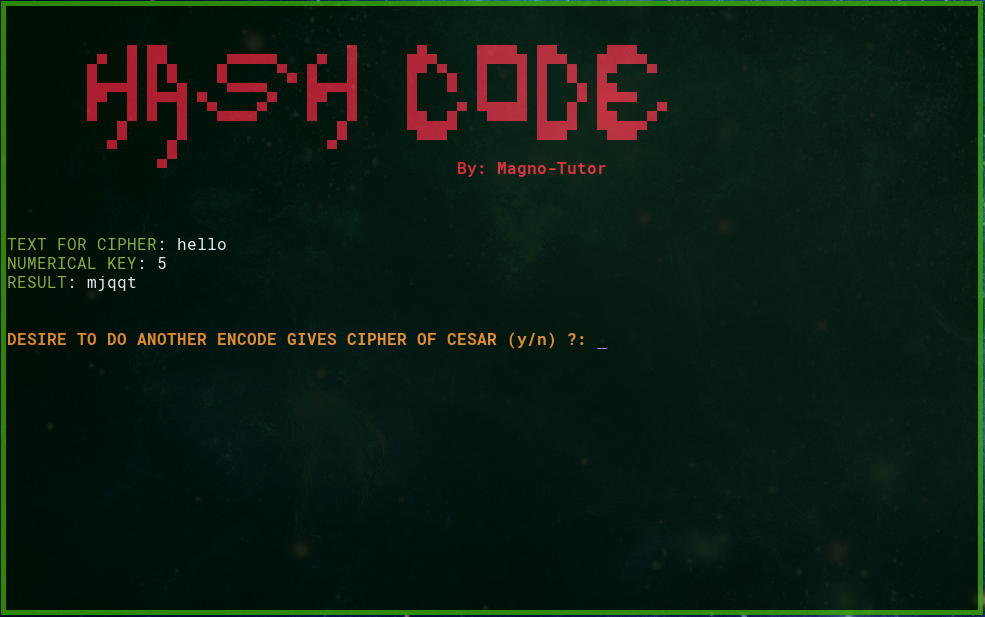 HASH CODE
By: Magno-Tutor
TEXT FOR CIPHER: hello
NUMERICAL KEY: 5
RESULT: mjqqt
DESIRE TO DO ANOTHER ENCODE GIVES CIPHER OF CESAR (y/n) ?: _